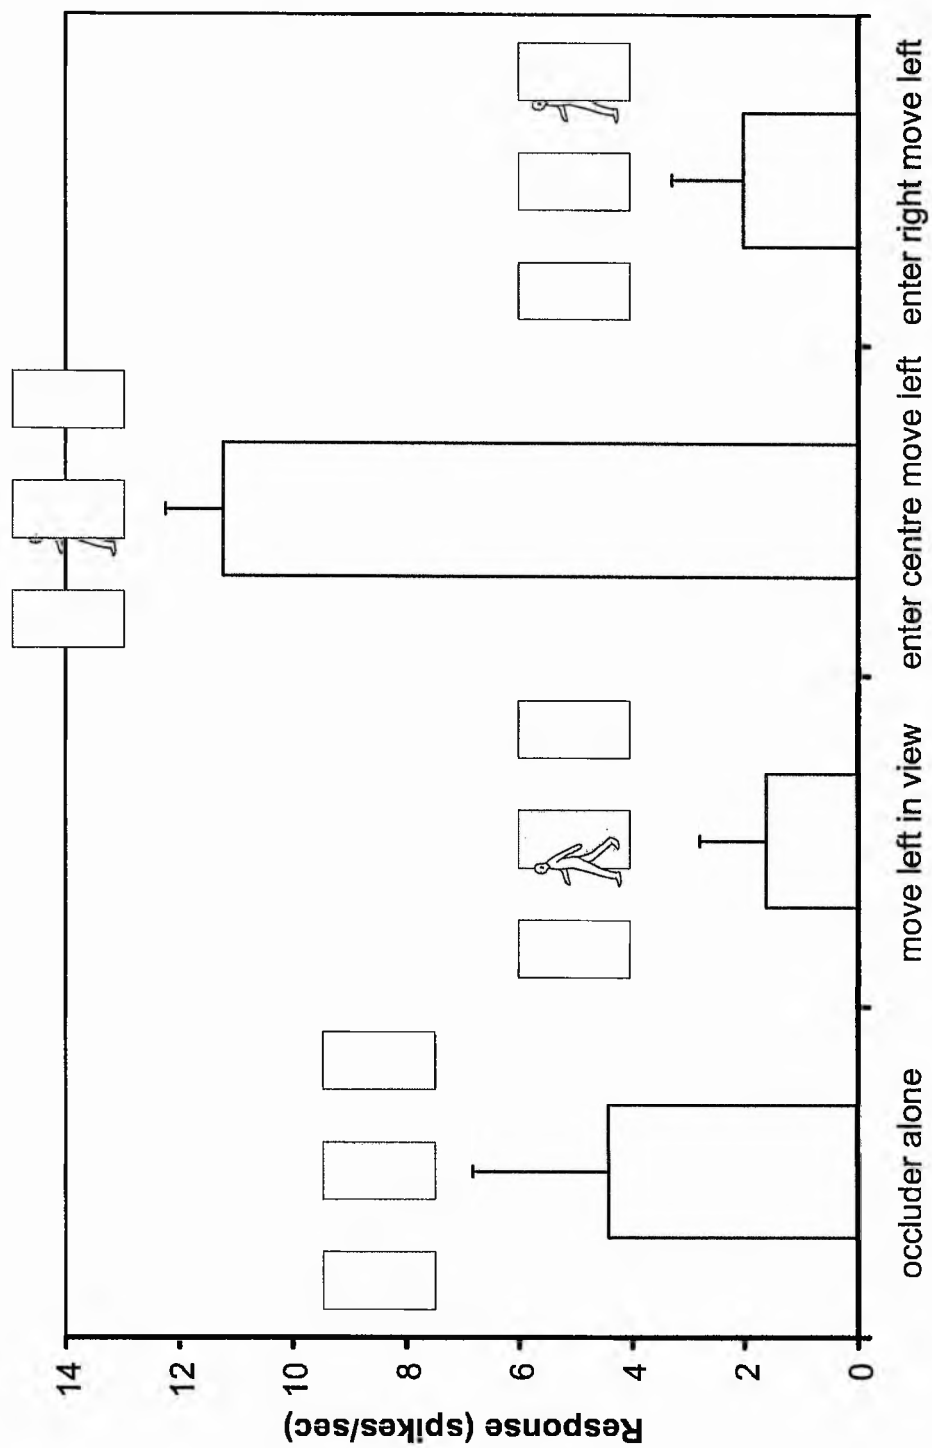 Response (spikes/sec)
14
12
10
8
6
4
2
0
occluder alone
move left in view
enter centre move left
enter right move left